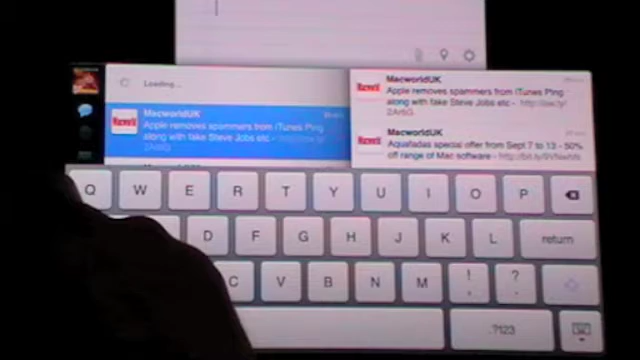 Loading...
MacworldUK
Apple removes spammers from iTunes Ping
along with fake Steve Jobs etc -
MacworldUK
Apple removes spammers from iTunes Ping
along with fake Steve Jobs etc -
MacworldUK
Aquafadas special offer from Sept 7 to 13 - 50%
off range of Mac software -
Q W E R T Y U I O P
D F G H J K L return
C V B N M ! , ? .
.?123